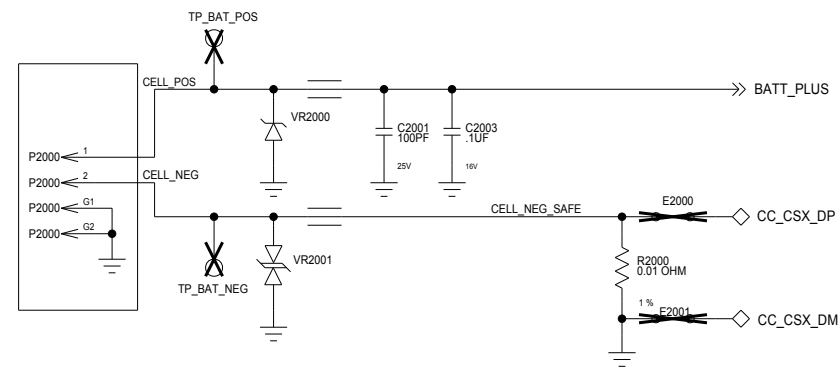 TP_BAT_POS
CELL_POS
BATT_PLUS
VR2000
C2001
100PF
25V
C2003
.1UF
16V
P2000 1
CELL_NEG
P2000 2
P2000 G1
P2000 G2
CELL_NEG_SAFE
E2000
CC_CSX_DP
VR2001
TP_BAT_NEG
R2000
0.01 OHM
1 %
E2001
CC_CSX_DM